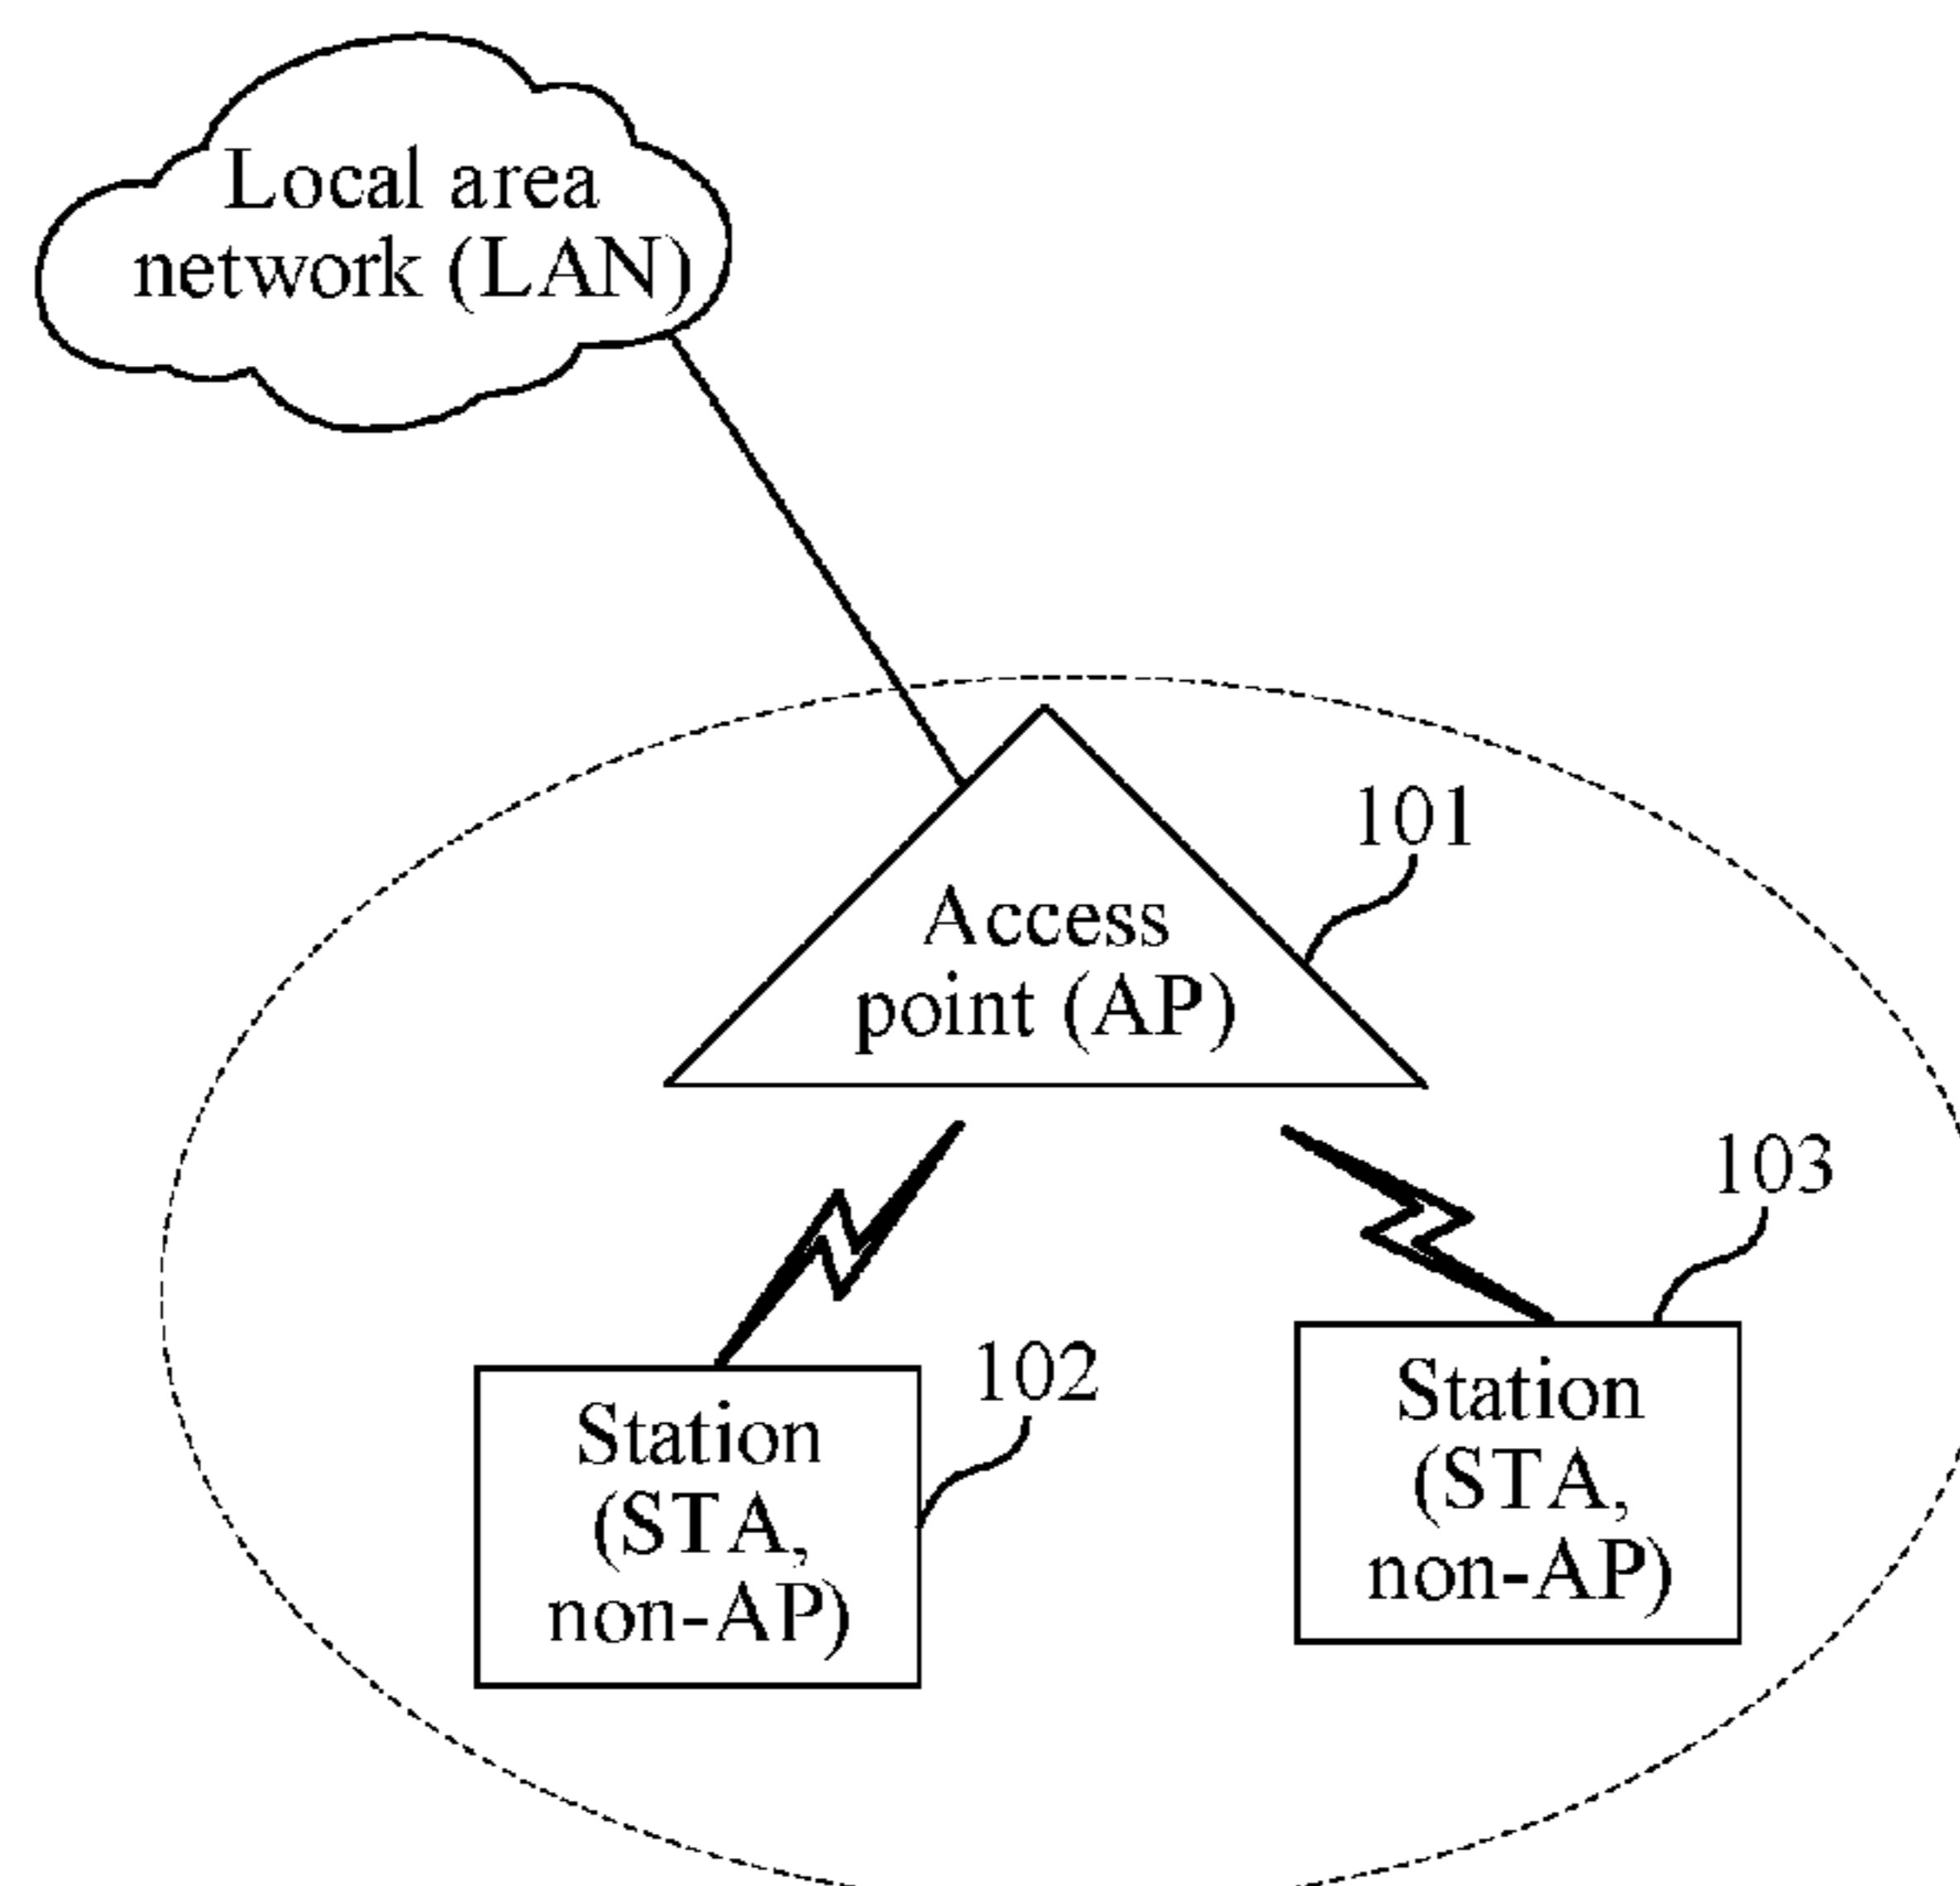 Local area
network (LAN)
101
Access
point (AP)
103
102
Station
(STA,
non-AP)
Station
(STA,
non-AP)